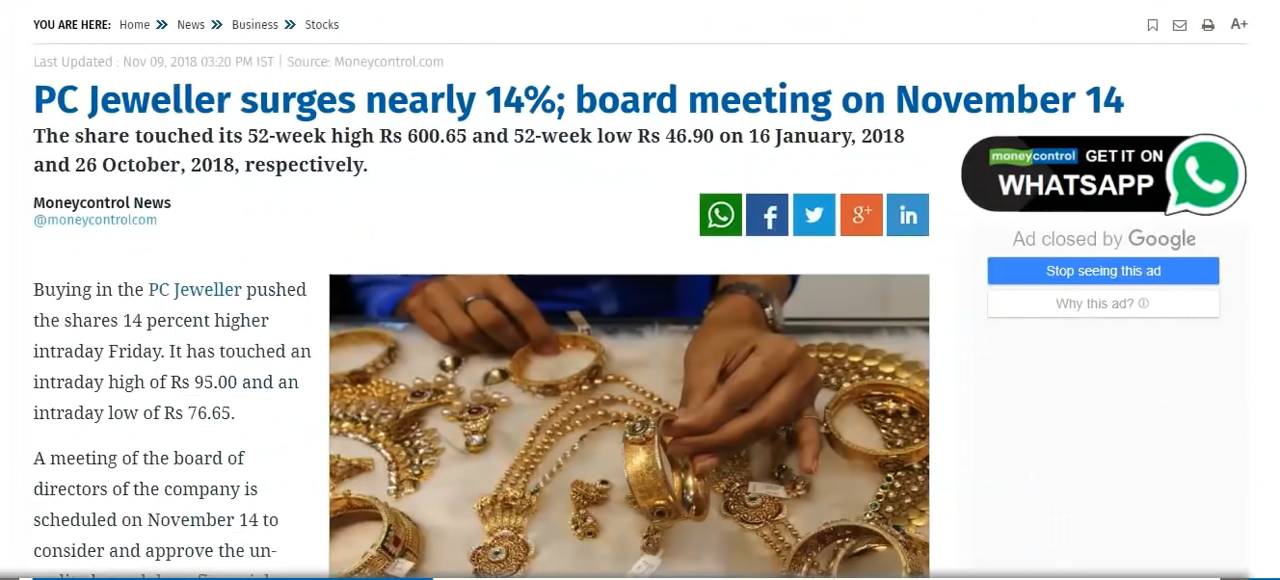 YOU ARE HERE: Home News Business Stocks
A+
Last Updated : Nov 09, 2018 03:20 PM IST | Source: Moneycontrol.com
PC Jeweller surges nearly 14%; board meeting on November 14
The share touched its 52-week high Rs 600.65 and 52-week low Rs 46.90 on 16 January, 2018
and 26 October, 2018, respectively.
moneycontrol GET IT ON
WHATSAPP
Moneycontrol News
@moneycontrolcom
f
g+
in
Ad closed by Google
Stop seeing this ad
Why this ad?
Buying in the PC Jeweller pushed
the shares 14 percent higher
intraday Friday. It has touched an
intraday high of Rs 95.00 and an
intraday low of Rs 76.65.
A meeting of the board of
directors of the company is
scheduled on November 14 to
consider and approve the un-